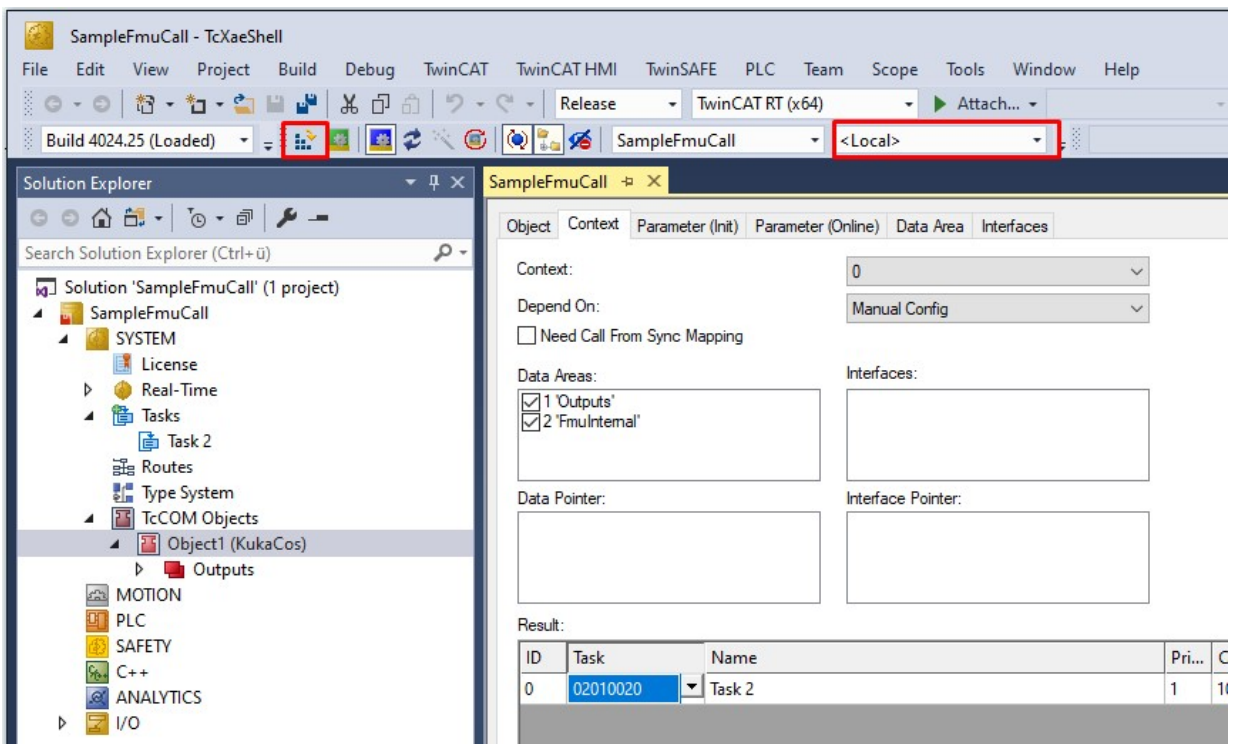 SampleFmuCall - TcXaeShell
File Edit View Project Build Debug TwinCAT TwinCAT HMI TwinSAFE PLC Team Scope Tools Window Help
Release TwinCAT RT (x64) Attach...
Build 4024.25 (Loaded) SampleFmuCall <Local>
Solution Explorer
Search Solution Explorer (Ctrl+ü)
Solution 'SampleFmuCall' (1 project)
SampleFmuCall
SYSTEM
License
Real-Time
Tasks
Task 2
Routes
Type System
TcCOM Objects
Object1 (KukaCos)
Outputs
MOTION
PLC
SAFETY
C++
ANALYTICS
I/O
SampleFmuCall
Object Context Parameter (Init) Parameter (Online) Data Area Interfaces
Context: 0
Depend On: Manual Config
Need Call From Sync Mapping
Data Areas: Interfaces:
1 'Outputs'
2 'FmuInternal'
Data Pointer: Interface Pointer:
Result:
ID Task Name Pri... C
0 02010020 Task 2 1 10